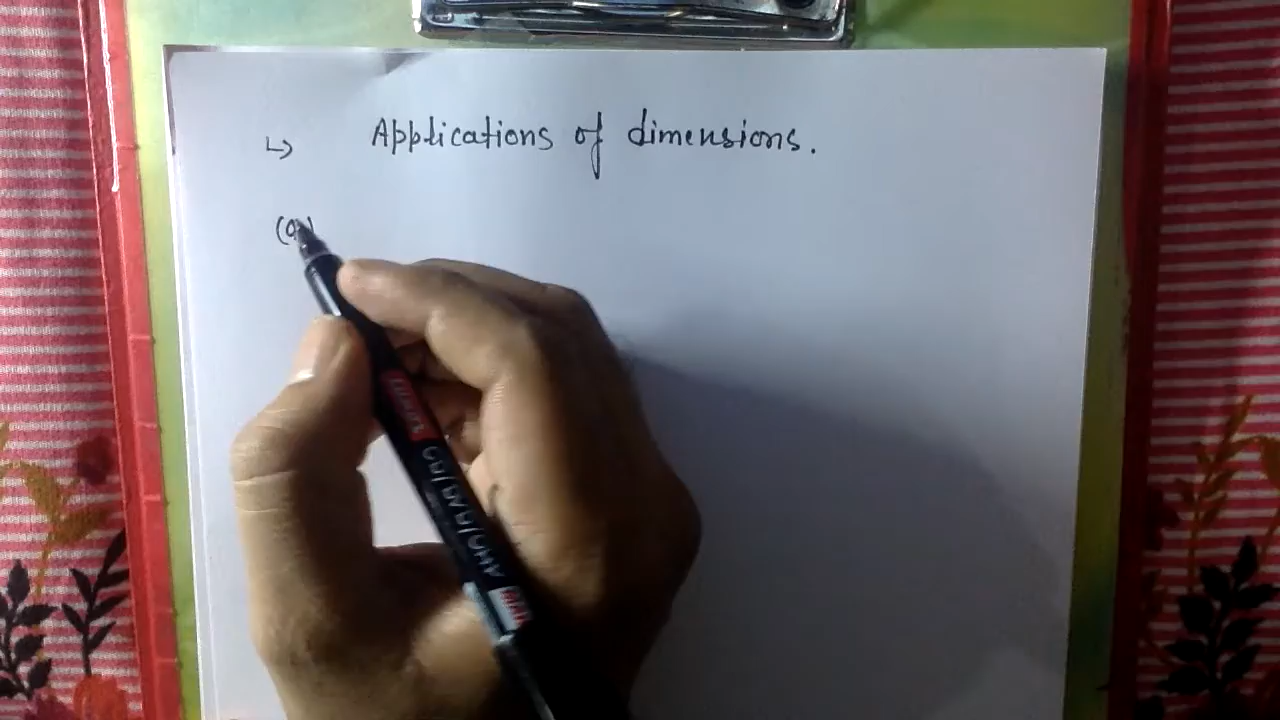 ↳ Applications of dimensions.
(a)